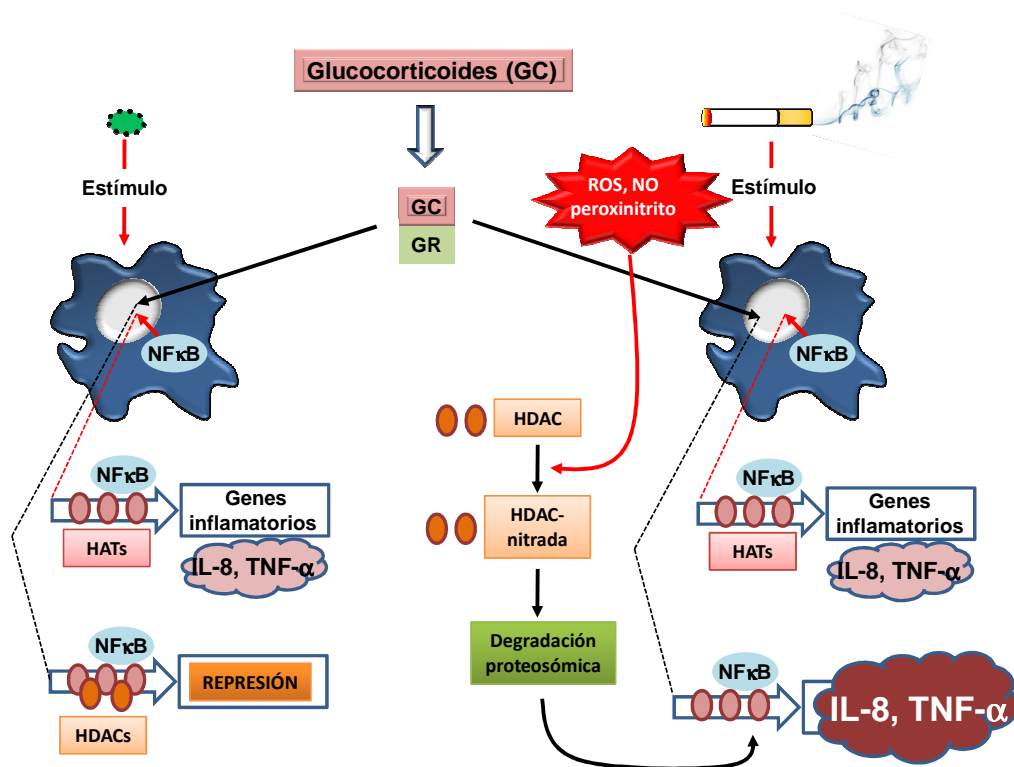 Glucocorticoides (GC)
Estímulo
ROS, NO
peroxinitrito
Estímulo
GC
GR
NFκB
NFκB
HDAC
NFκB
Genes
inflamatorios
HATs
IL-8, TNF-α
HDAC-
nitrada
NFκB
Genes
inflamatorios
HATs
IL-8, TNF-α
NFκB
REPRESIÓN
HDACs
Degradación
proteosómica
NFκB
IL-8, TNF-α